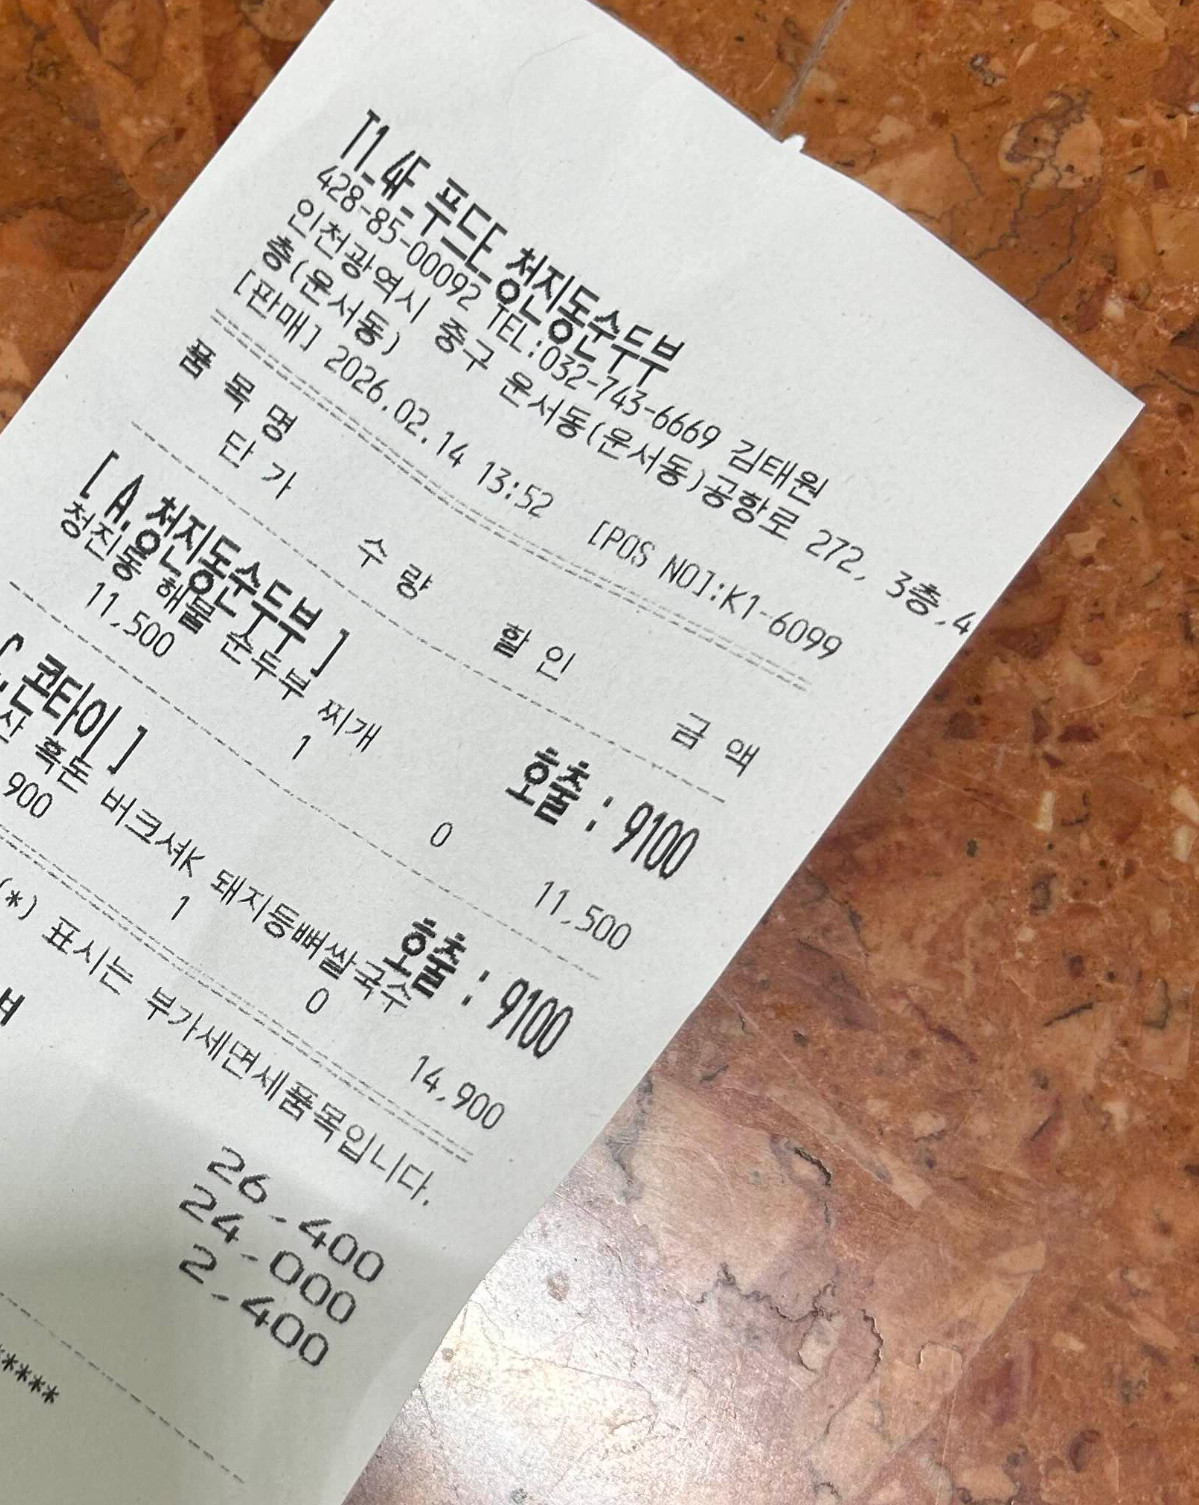 T1.4F 푸드E 청진동순두부
428-85-00092 TEL:032-743-6669 김태원
인천광역시 중구 운서동(운서동)공항로 272, 3층,4
층(운서동)
[판매] 2026.02.14 13:52 [POS NO]:K1-6099
품 목 명
단 가 수 량 할 인 금 액
[ A.청진동순두부 ] 호출 : 9100
청진동 해물 순두부 찌개
11,500 1 0 11,500
C.콘타이 ] 호출 : 9100
산 흑돈 버크셔K 돼지등뼈쌀국수
900 1 0 14,900
(*) 표시는 부가세면세품목입니다.
26,400
24,000
2,400
*****